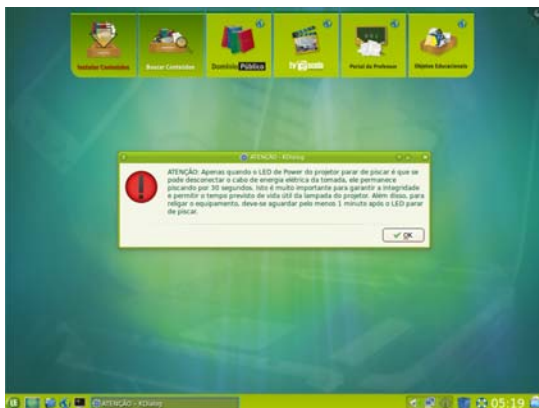 Instalar Conteúdos
Buscar Conteúdos
Domínio Público
TV Escola
Portal do Professor
Objetos Educacionais
ATENÇÃO - KDialog
ATENÇÃO: Apenas quando o LED de Power do projetor parar de piscar é que se
pode desconectar o cabo de energia elétrica da tomada, ele permanece
piscando por 30 segundos. Isto é muito importante para garantir a integridade
e permitir o tempo previsto de vida útil da lampada do projetor. Além disso, para
religar o equipamento, deve-se aguardar pelo menos 1 minuto após o LED parar
de piscar.
OK
ATENÇÃO - KDialog
05:19